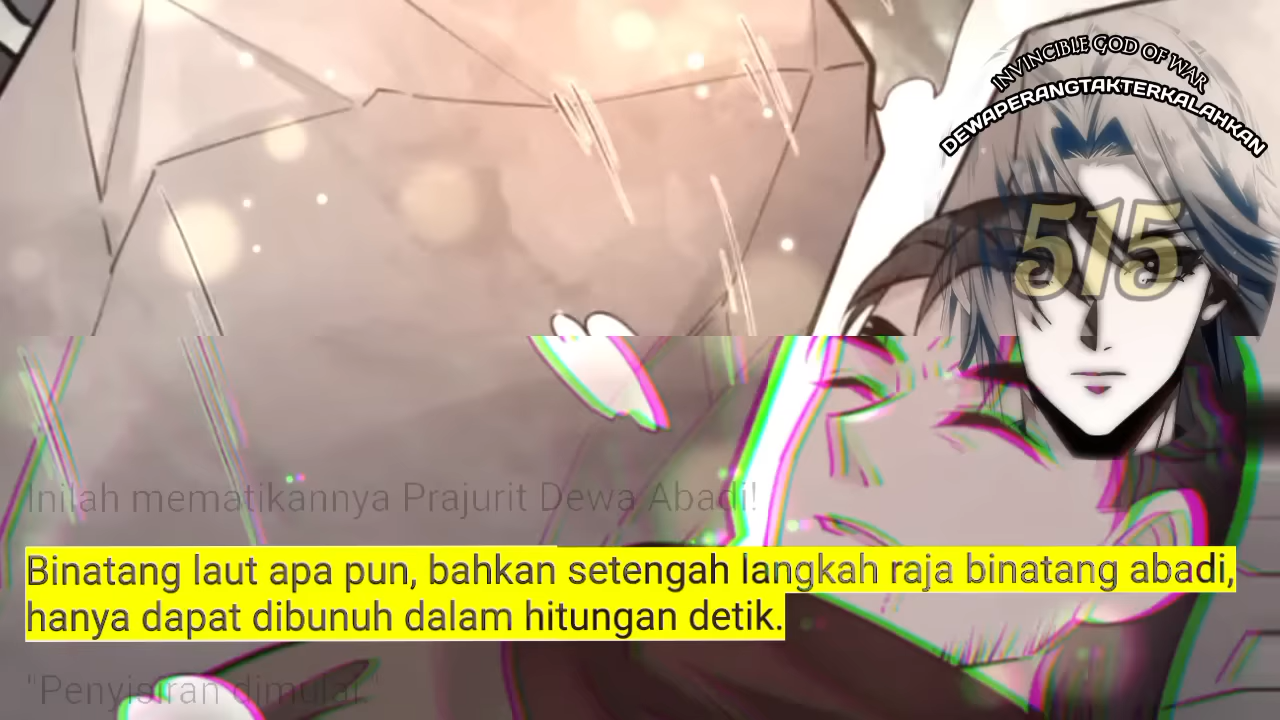 INVINCIBLE GOD OF WAR
DEWAPERANGTAKTERKALAHKAN
515
Inilah mematikannya Prajurit Dewa Abadi!
Binatang laut apa pun, bahkan setengah langkah raja binatang abadi,
hanya dapat dibunuh dalam hitungan detik.
"Penyisiran dimulai."